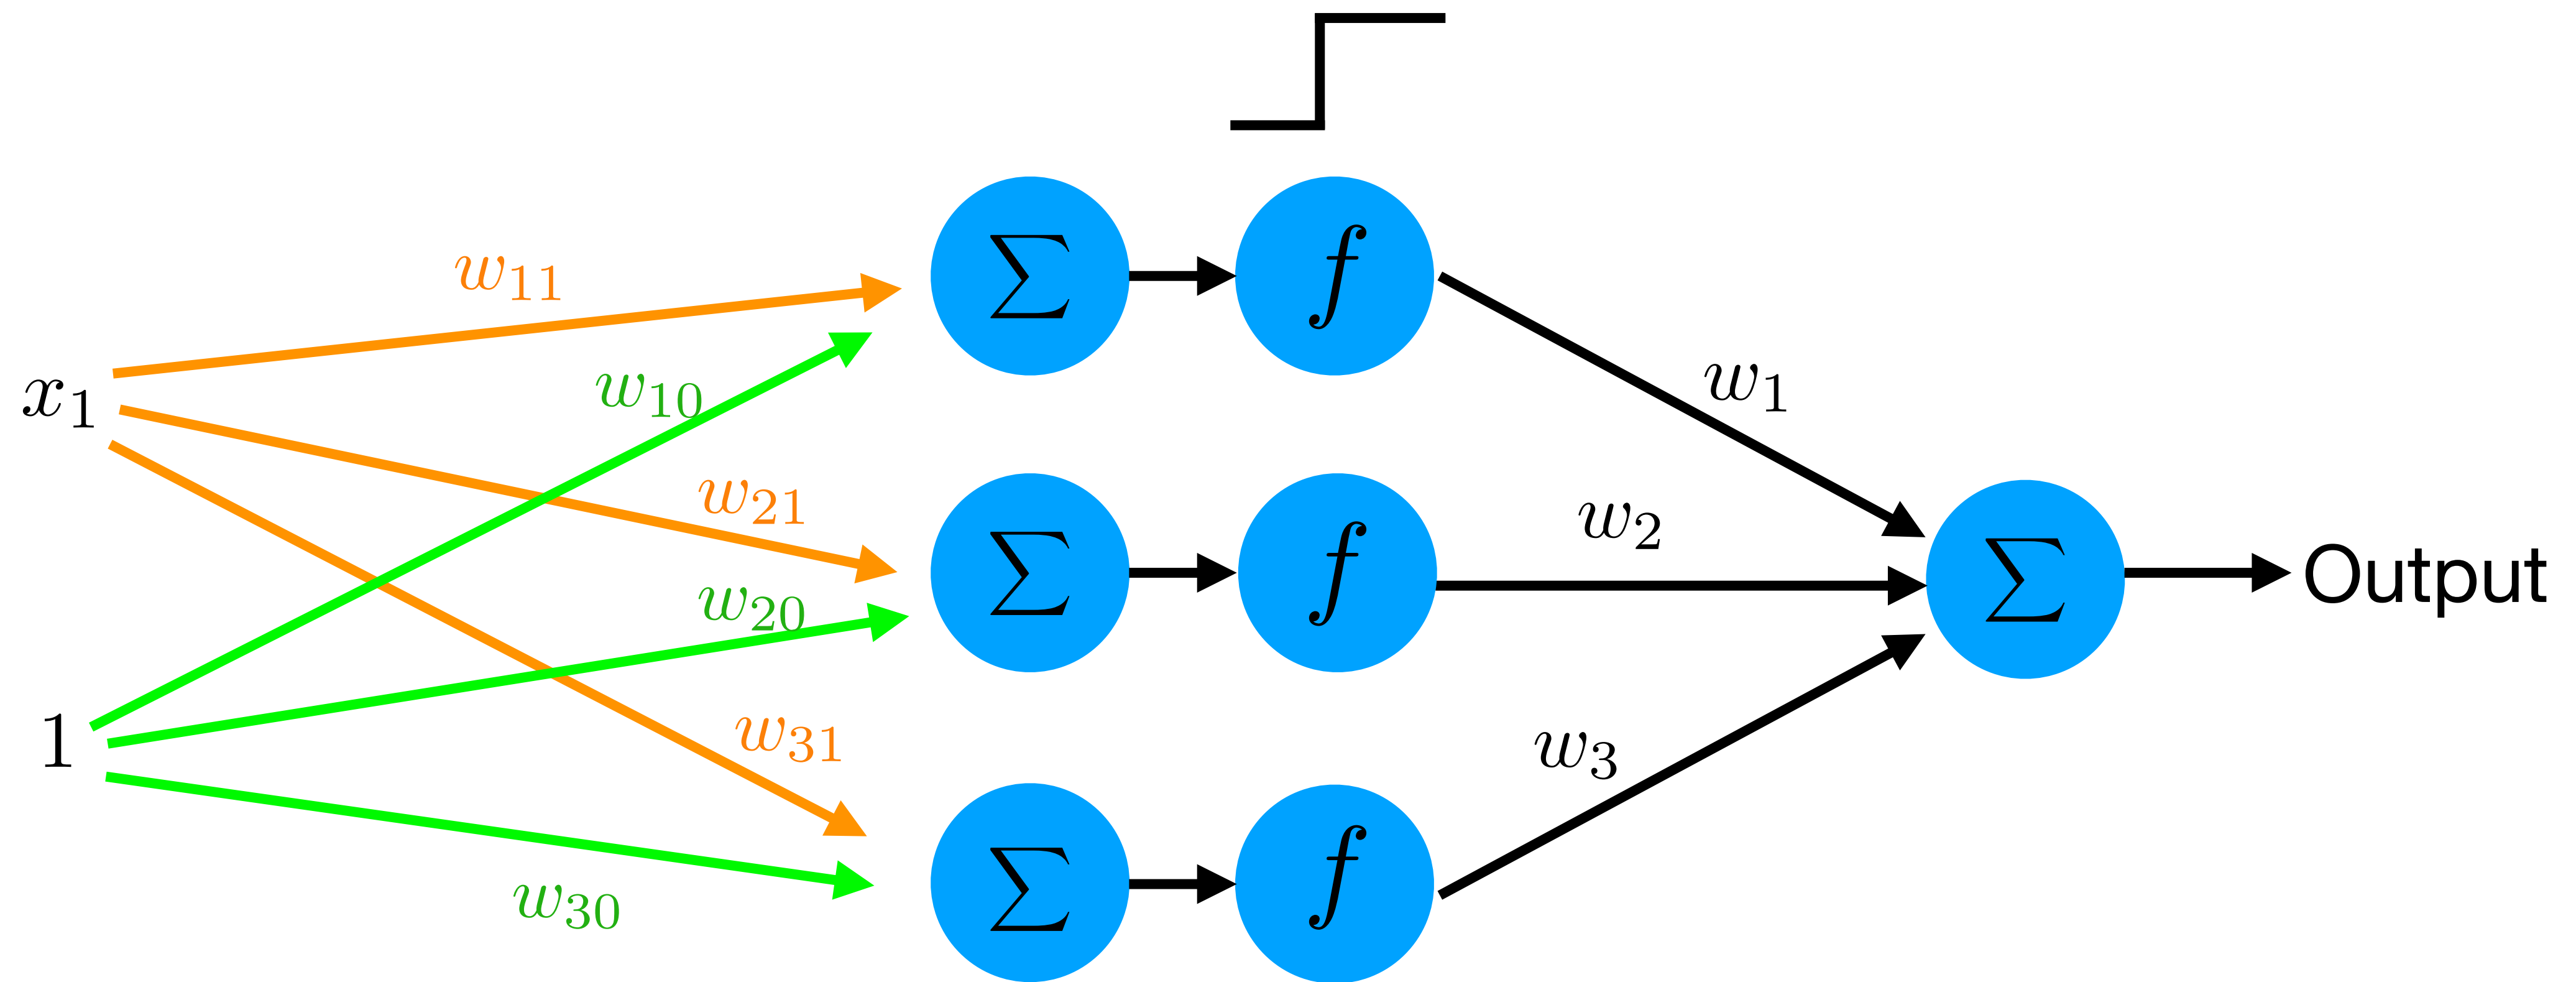 w₁₁
∑
f
x₁
w₁₀
w₁
w₂₁
w₂
∑
f
∑
Output
w₂₀
1
w₃₁
w₃
∑
f
w₃₀